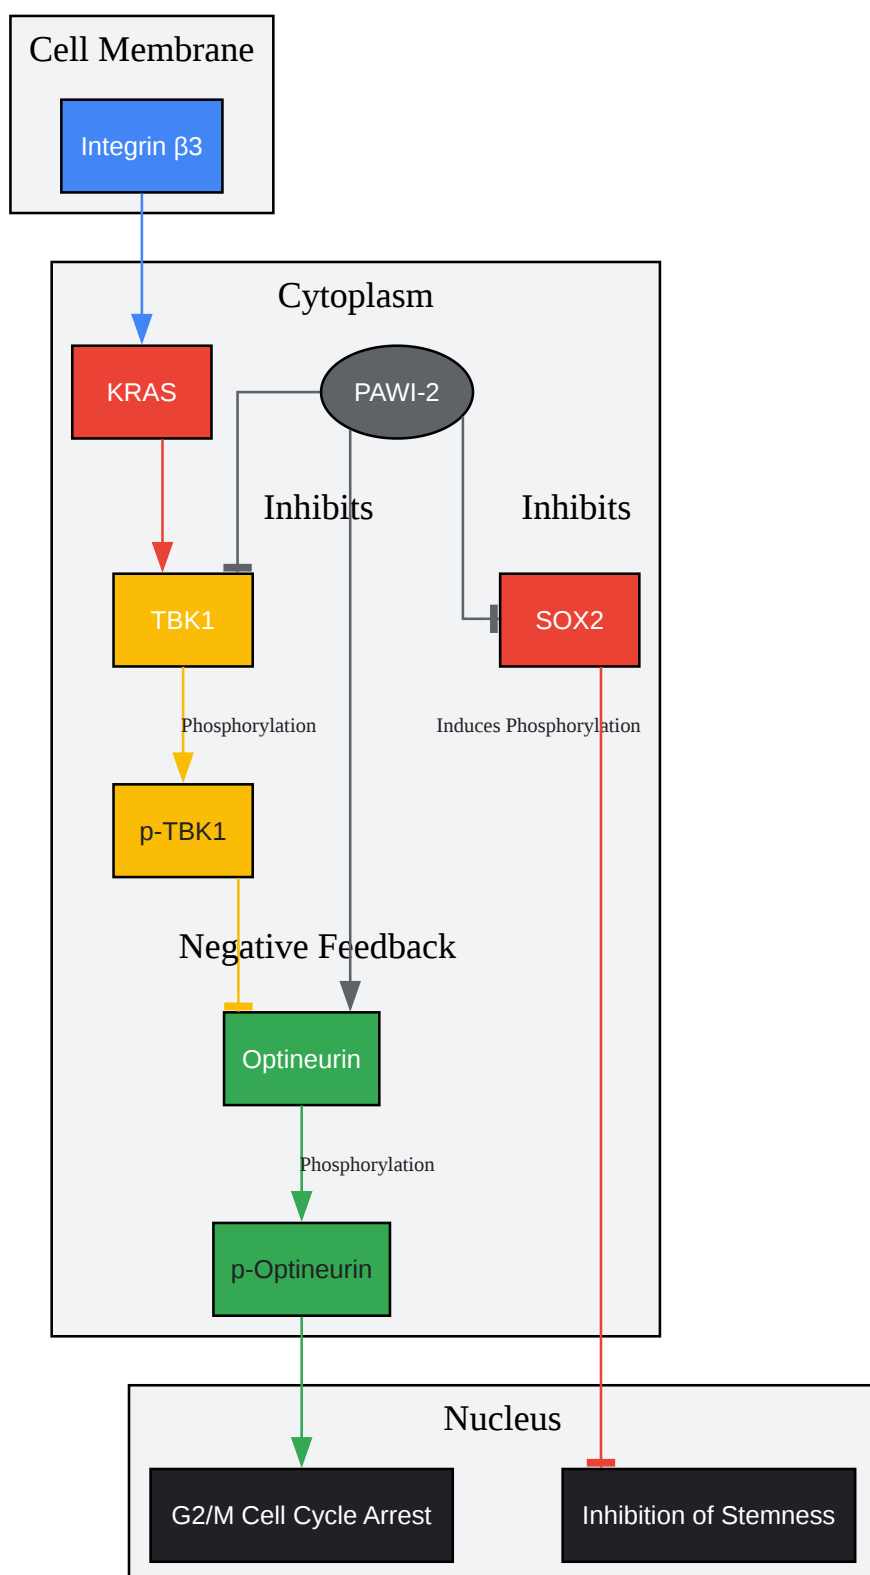 Cell Membrane
Integrin β3
Cytoplasm
KRAS
PAWI-2
Inhibits
Inhibits
TBK1
SOX2
Phosphorylation
Induces Phosphorylation
p-TBK1
Negative Feedback
Optineurin
Phosphorylation
p-Optineurin
Nucleus
G2/M Cell Cycle Arrest
Inhibition of Stemness